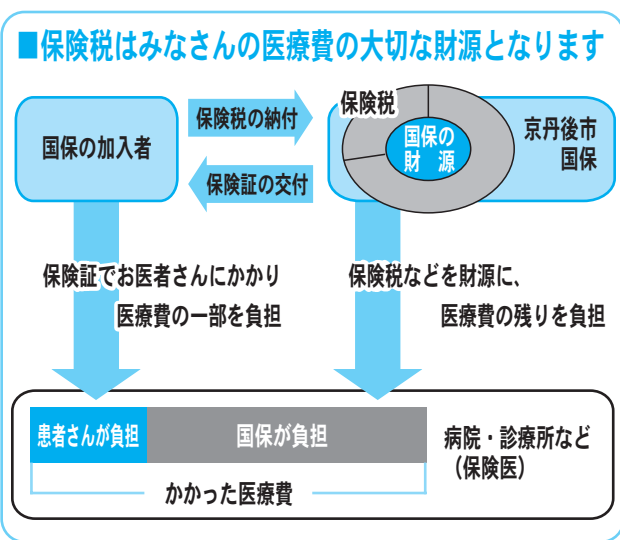 ■保険税はみなさんの医療費の大切な財源となります
国保の加入者
保険税の納付
保険証の交付
保険税
国保の
財　源
京丹後市
国保
保険証でお医者さんにかかり
医療費の一部を負担
保険税などを財源に、
医療費の残りを負担
患者さんが負担
国保が負担
かかった医療費
病院・診療所など
（保険医）